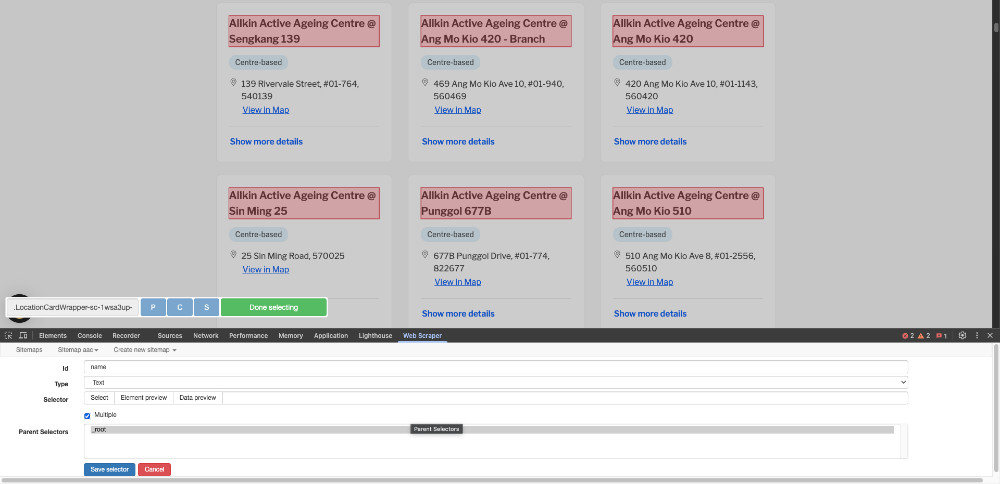 Allkin Active Ageing Centre @
Sengkang 139
Centre-based
139 Rivervale Street, #01-764,
540139
View in Map
Show more details
Allkin Active Ageing Centre @
Ang Mo Kio 420 - Branch
Centre-based
469 Ang Mo Kio Ave 10, #01-940,
560469
View in Map
Show more details
Allkin Active Ageing Centre @
Ang Mo Kio 420
Centre-based
420 Ang Mo Kio Ave 10, #01-1143,
560420
View in Map
Show more details
Allkin Active Ageing Centre @
Sin Ming 25
Centre-based
25 Sin Ming Road, 570025
View in Map
Allkin Active Ageing Centre @
Punggol 677B
Centre-based
677B Punggol Drive, #01-774,
822677
View in Map
Show more details
Allkin Active Ageing Centre @
Ang Mo Kio 510
Centre-based
510 Ang Mo Kio Ave 8, #01-2556,
560510
View in Map
Show more details
.LocationCardWrapper-sc-1wsa3up- P C S Done selecting
Elements Console Recorder Sources Network Performance Memory Application Lighthouse Web Scraper 2 2 1
Sitemaps Sitemap aac Create new sitemap
Id name
Type Text
Selector Select Element preview Data preview
Multiple
Parent Selectors _root Parent Selectors
Save selector Cancel